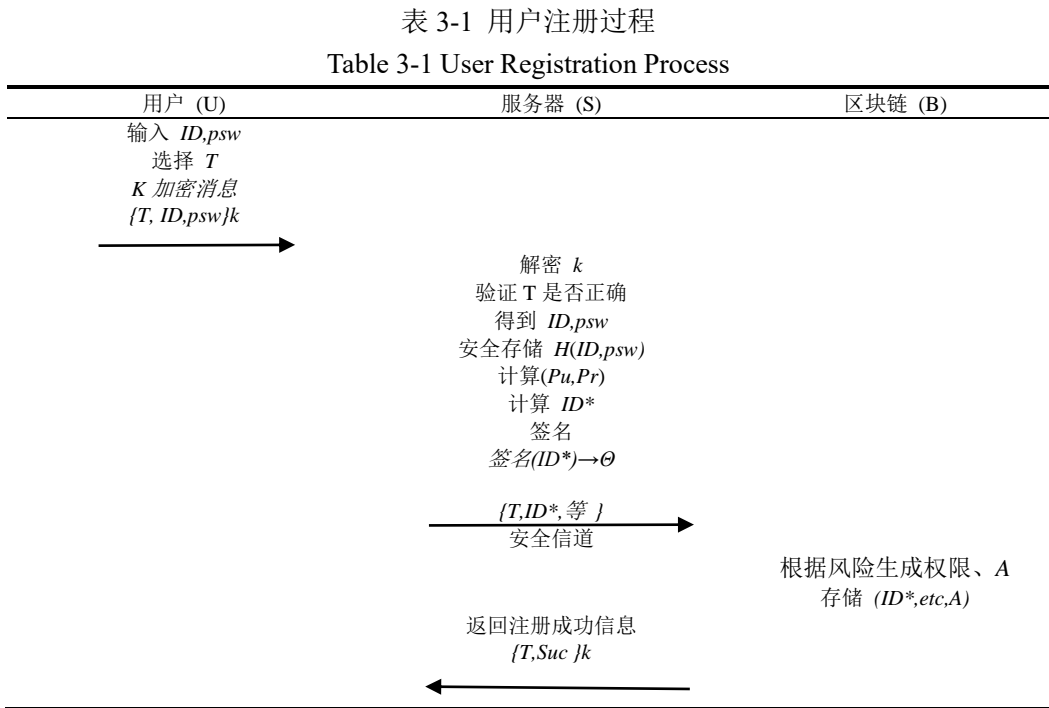 表 3-1 用户注册过程
Table 3-1 User Registration Process
用户 (U) 服务器 (S) 区块链 (B)
输入 ID,psw
选择 T
K 加密消息
{T, ID,psw}k
解密 k
验证 T 是否正确
得到 ID,psw
安全存储 H(ID,psw)
计算(Pu,Pr)
计算 ID*
签名
签名(ID*)→Θ
{T,ID*,等 }
安全信道
根据风险生成权限、A
存储 (ID*,etc,A)
返回注册成功信息
{T,Suc }k